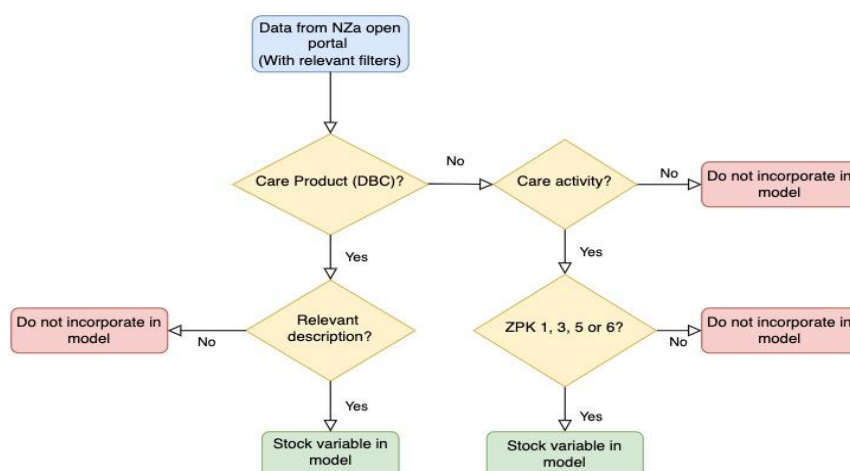 Data from NZa open
portal
(With relevant filters)
No
Care Product (DBC)?
Care activity?
No
Do not incorporate in
model
Yes
Yes
Do not incorporate in
model
No
Relevant
description?
ZPK 1, 3, 5 or 6?
No
Do not incorporate in
model
Yes
Yes
Stock variable in
model
Stock variable in
model